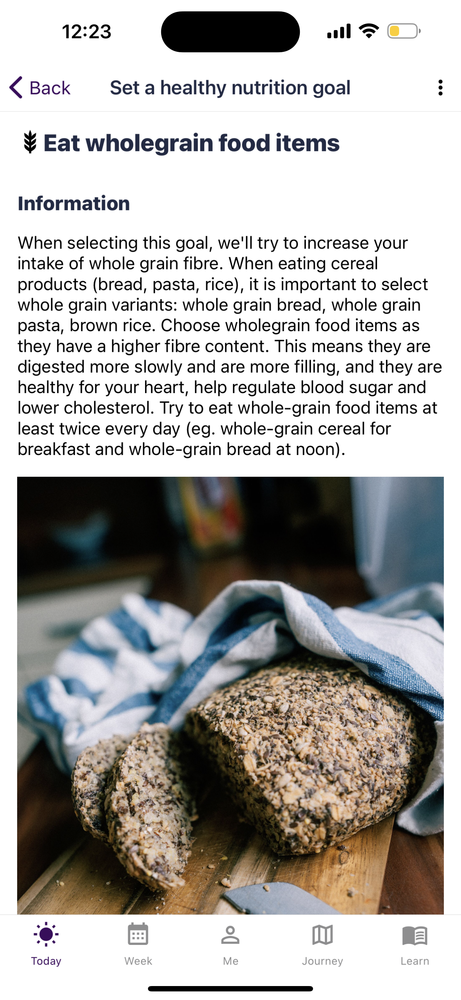 12:23
Back
Set a healthy nutrition goal
Eat wholegrain food items
Information
When selecting this goal, we'll try to increase your
intake of whole grain fibre. When eating cereal
products (bread, pasta, rice), it is important to select
whole grain variants: whole grain bread, whole grain
pasta, brown rice. Choose wholegrain food items as
they have a higher fibre content. This means they are
digested more slowly and are more filling, and they are
healthy for your heart, help regulate blood sugar and
lower cholesterol. Try to eat whole-grain food items at
least twice every day (eg. whole-grain cereal for
breakfast and whole-grain bread at noon).
Today
Week
Me
Journey
Learn